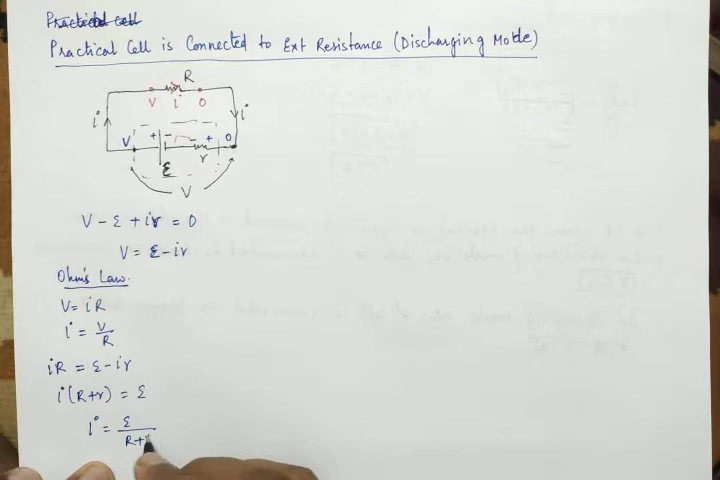 Practical cell
Practical Cell is Connected to Ext Resistance (Discharging Mode)
R
V i 0
i i
V + - - + 0
ε r
V
V - ε + ir = 0
V = ε - ir
Ohm's Law.
V = iR
i = V/R
iR = ε - ir
i(R+r) = ε
i = ε/R+